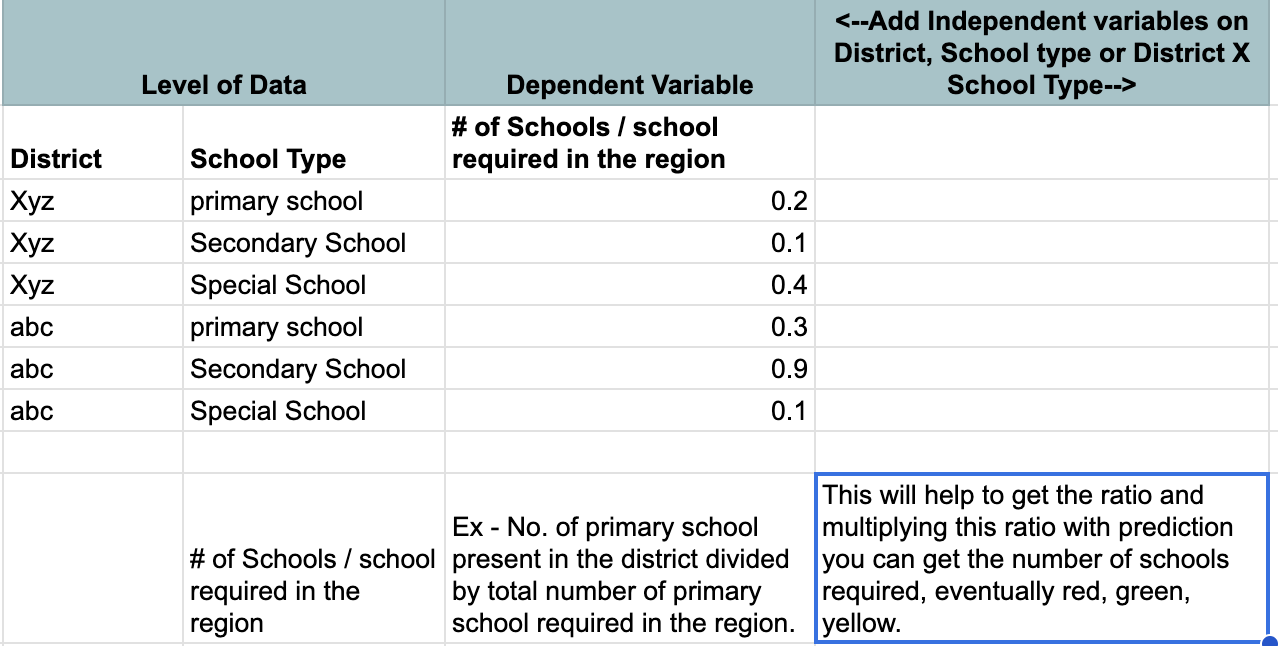 <--Add Independent variables on
District, School type or District X
School Type-->
Level of Data
Dependent Variable
# of Schools / school
required in the region
District
School Type
Xyz primary school 0.2
Xyz Secondary School 0.1
Xyz Special School 0.4
abc primary school 0.3
abc Secondary School 0.9
abc Special School 0.1
# of Schools / school
required in the
region
Ex - No. of primary school
present in the district divided
by total number of primary
school required in the region.
This will help to get the ratio and
multiplying this ratio with prediction
you can get the number of schools
required, eventually red, green,
yellow.